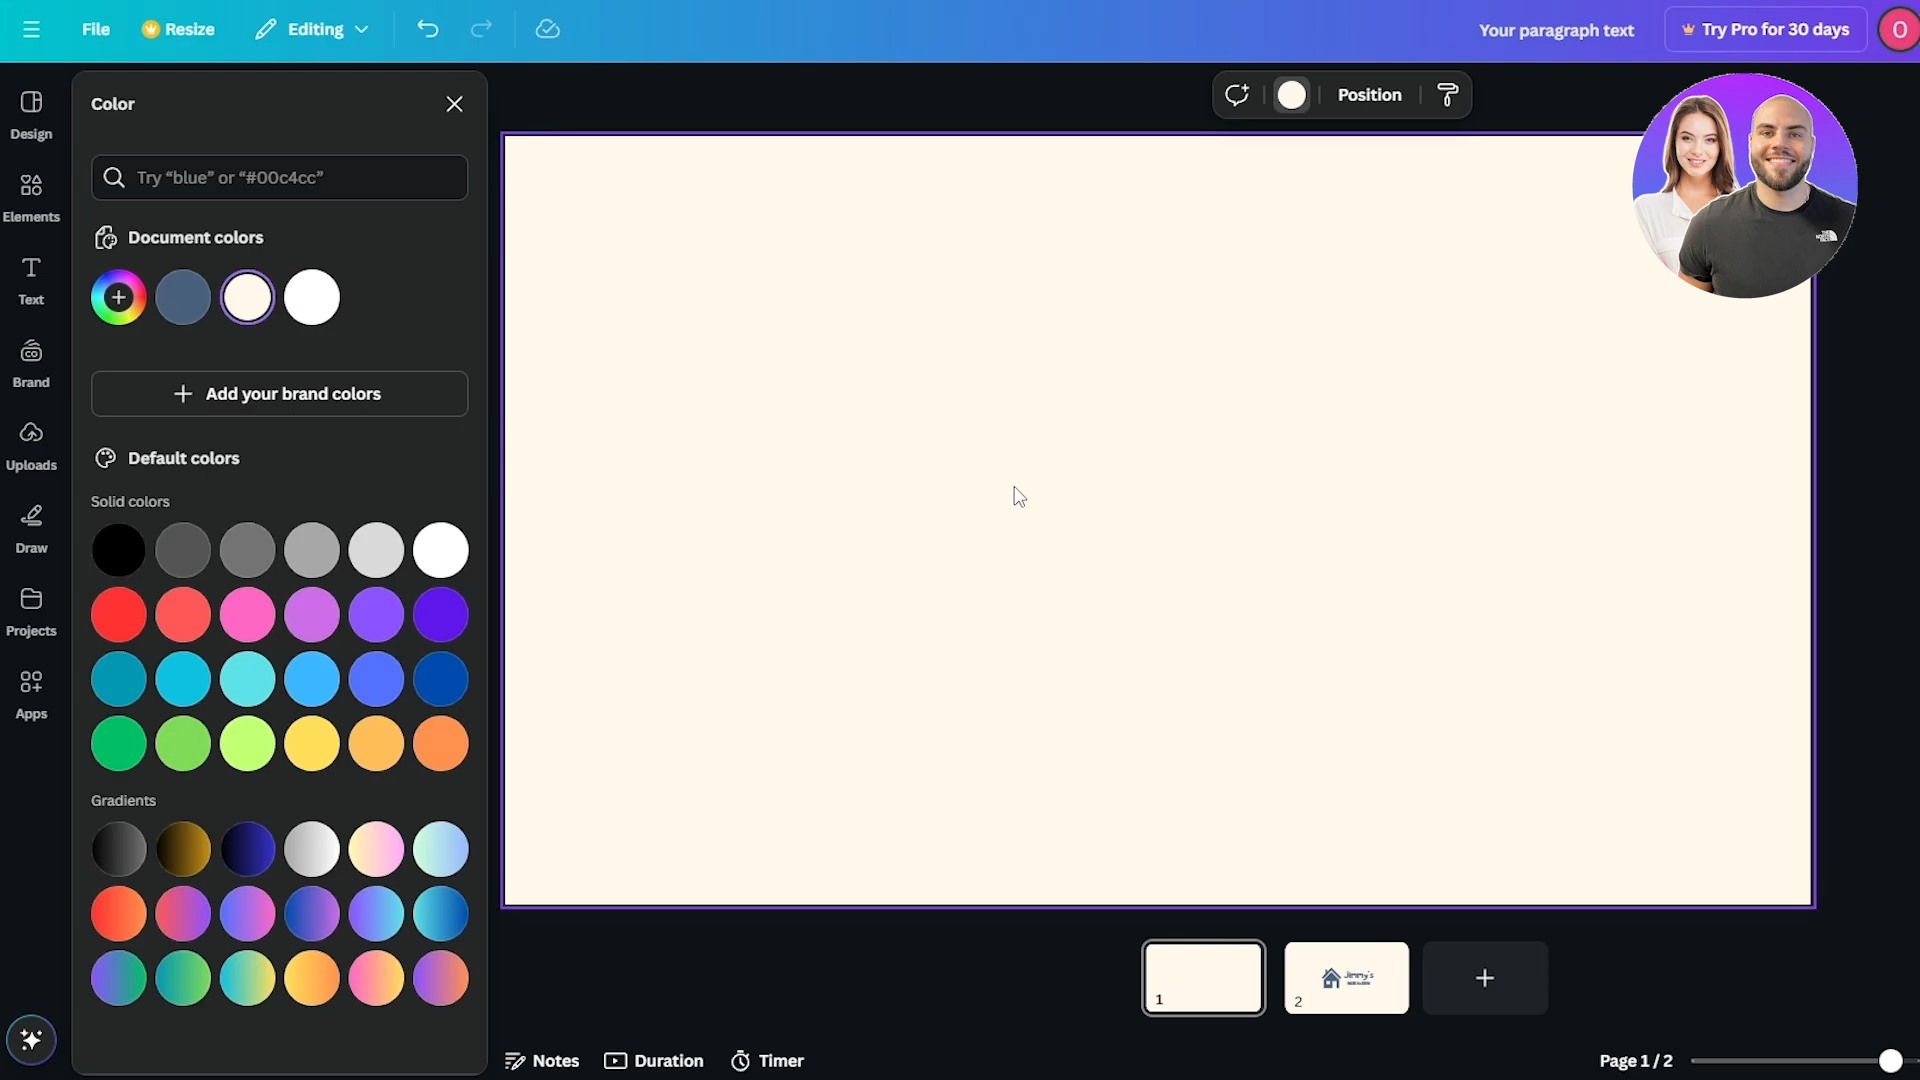 File
Resize
Editing
Your paragraph text
Try Pro for 30 days
O
Design
Elements
Text
Brand
Uploads
Draw
Projects
Apps
Color
Try “blue” or “#00c4cc”
Document colors
Add your brand colors
Default colors
Solid colors
Gradients
Position
1
2
Jimmy's
Notes
Duration
Timer
Page 1 / 2